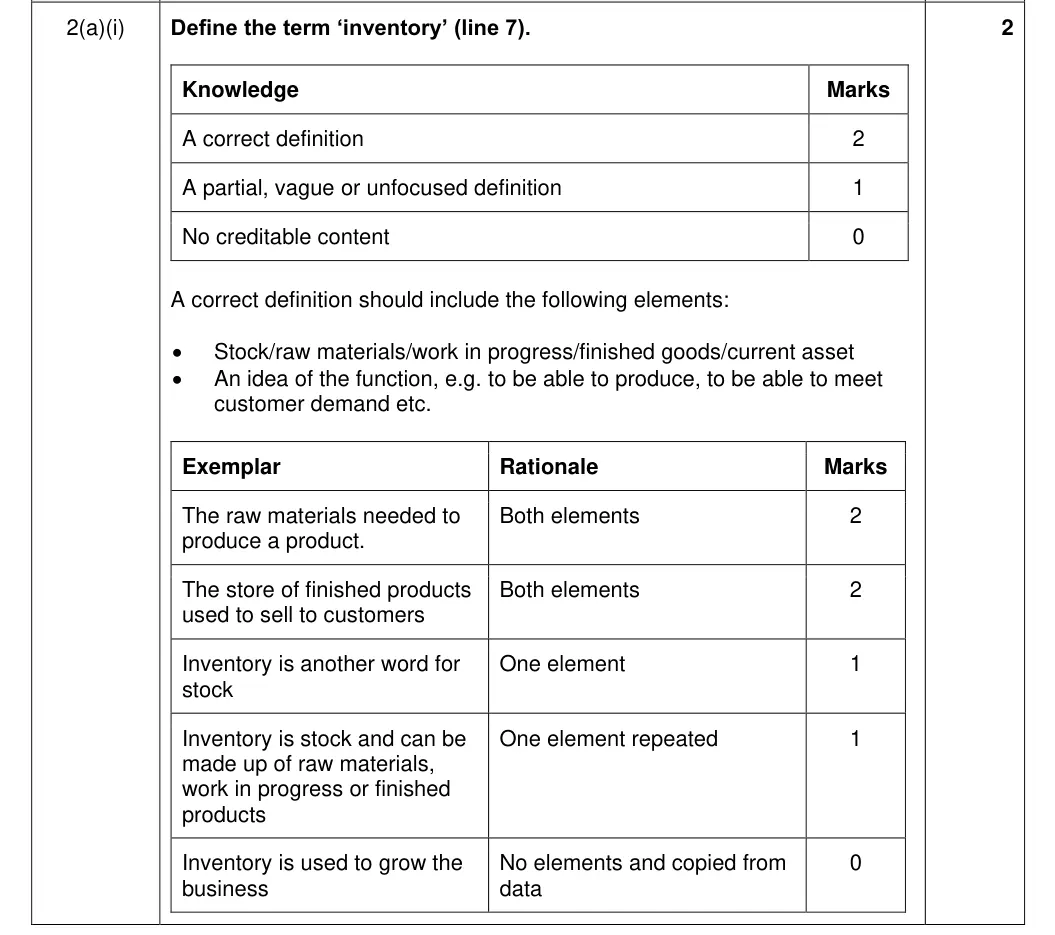 2(a)(i) Define the term ‘inventory’ (line 7). 2
Knowledge Marks
A correct definition 2
A partial, vague or unfocused definition 1
No creditable content 0
A correct definition should include the following elements:
• Stock/raw materials/work in progress/finished goods/current asset
• An idea of the function, e.g. to be able to produce, to be able to meet
customer demand etc.
Exemplar Rationale Marks
The raw materials needed to Both elements 2
produce a product.
The store of finished products Both elements 2
used to sell to customers
Inventory is another word for One element 1
stock
Inventory is stock and can be One element repeated 1
made up of raw materials,
work in progress or finished
products
Inventory is used to grow the No elements and copied from 0
business data